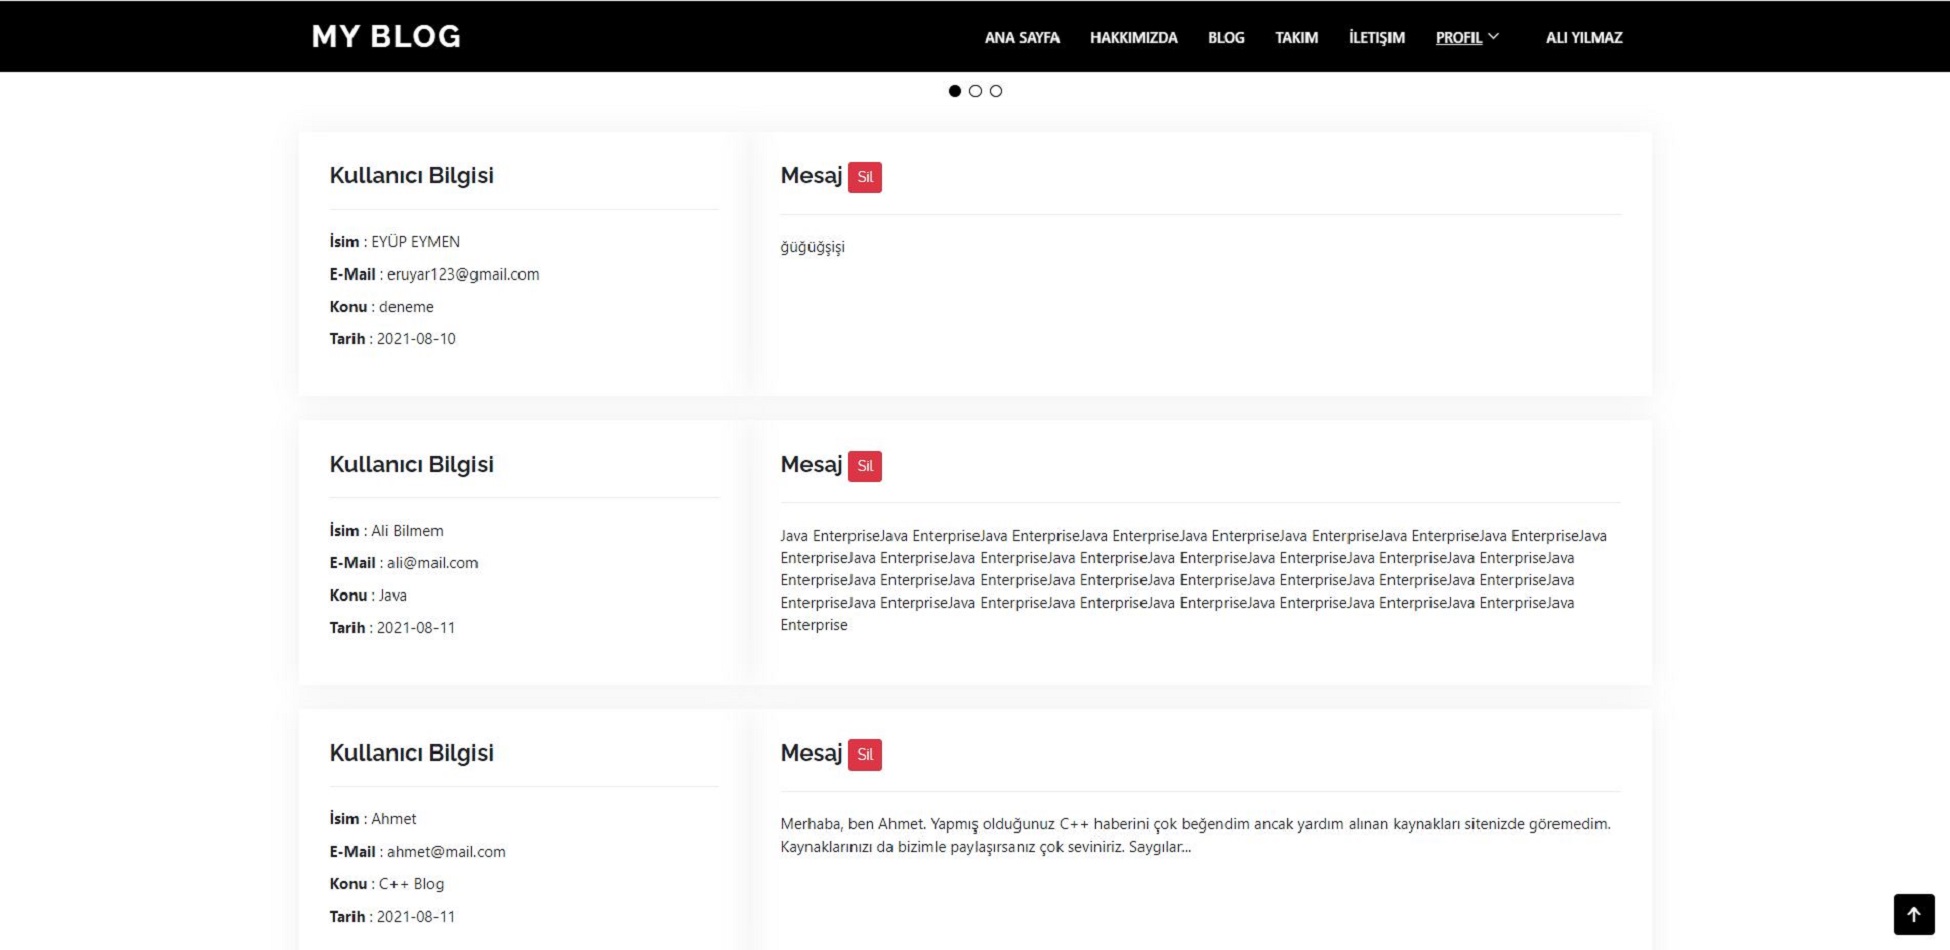 MY BLOG
ANA SAYFA HAKKIMIZDA BLOG TAKIM İLETIŞIM PROFIL ALI YILMAZ
Kullanıcı Bilgisi
İsim : EYÜP EYMEN
E-Mail : eruyar123@gmail.com
Konu : deneme
Tarih : 2021-08-10
Mesaj Sil
ğüğüğşişi
Kullanıcı Bilgisi
İsim : Ali Bilmem
E-Mail : ali@mail.com
Konu : Java
Tarih : 2021-08-11
Mesaj Sil
Java EnterpriseJava EnterpriseJava EnterpriseJava EnterpriseJava EnterpriseJava EnterpriseJava EnterpriseJava EnterpriseJava
EnterpriseJava EnterpriseJava EnterpriseJava EnterpriseJava EnterpriseJava EnterpriseJava EnterpriseJava EnterpriseJava
EnterpriseJava EnterpriseJava EnterpriseJava EnterpriseJava EnterpriseJava EnterpriseJava EnterpriseJava EnterpriseJava
EnterpriseJava EnterpriseJava EnterpriseJava EnterpriseJava EnterpriseJava EnterpriseJava EnterpriseJava EnterpriseJava
Enterprise
Kullanıcı Bilgisi
İsim : Ahmet
E-Mail : ahmet@mail.com
Konu : C++ Blog
Tarih : 2021-08-11
Mesaj Sil
Merhaba, ben Ahmet. Yapmış olduğunuz C++ haberini çok beğendim ancak yardım alınan kaynakları sitenizde göremedim.
Kaynaklarınızı da bizimle paylaşırsanız çok seviniriz. Saygılar...